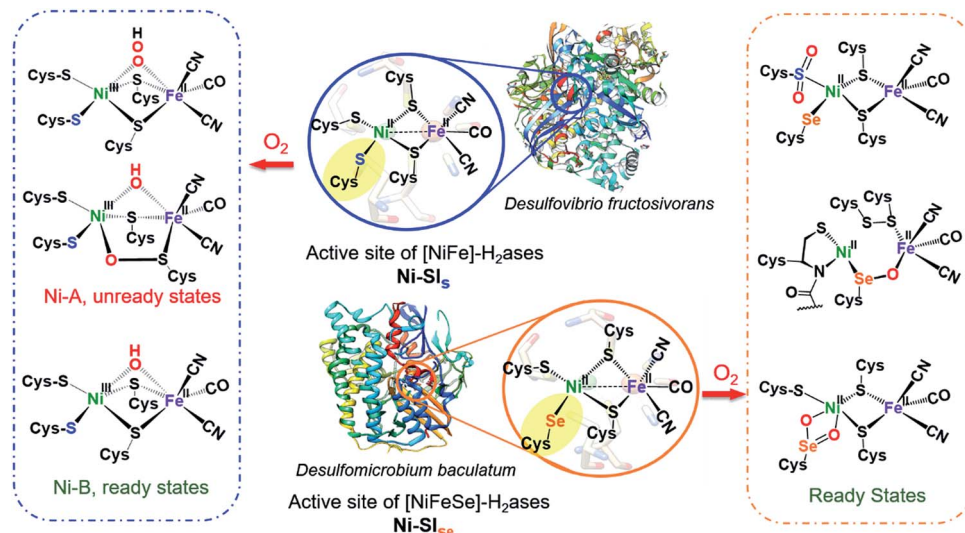 H
O
O
Cys-S
III
Ni
S
Cys
II
Fe
CN
CO
CN
Cys-S
S
Cys
H
O
Cys-S
III
Ni
S
Cys
II
Fe
CN
CO
CN
Cys-S
O
S
Cys
Ni-A, unready states
H
O
Cys-S
III
Ni
S
Cys
II
Fe
CN
CO
CN
Cys-S
S
Cys
Ni-B, ready states
O2
Cys
S
Cys
S
II
Ni
II
Fe
CN
CO
CN
S
Cys
S
Cys
Desulfovibrio fructosivorans
Active site of [NiFe]-H2ases
Ni-SIS
Cys
S
Cys-S
II
Ni
II
Fe
CN
CO
CN
Se
Cys
S
Cys
O2
Desulfomicrobium baculatum
Active site of [NiFeSe]-H2ases
Ni-SISe
O
Cys-S
O
Cys
S
II
Ni
II
Fe
CN
CO
CN
Se
Cys
S
Cys
Cys
S-S
Cys
S
II
Ni
II
Fe
CN
CO
CN
Cys
N
O
Se-O
Cys
Cys
S
II
Ni
II
Fe
CN
CO
CN
O
O
Se
Cys
S
Cys
Ready States